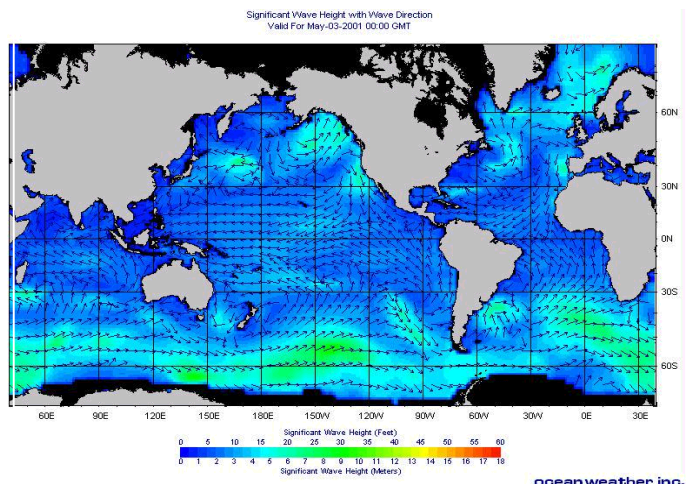 Significant Wave Height with Wave Direction
Valid For May-03-2001 00:00 GMT
60N
30N
0N
30S
60S
60E 90E 120E 150E 180E 150W 120W 90W 60W 30W 0E 30E
Significant Wave Height (Feet)
0 5 10 15 20 25 30 35 40 45 50 55 60
0 1 2 3 4 5 6 7 8 9 10 11 12 13 14 15 16 17 18
Significant Wave Height (Meters)
oceanweather inc.